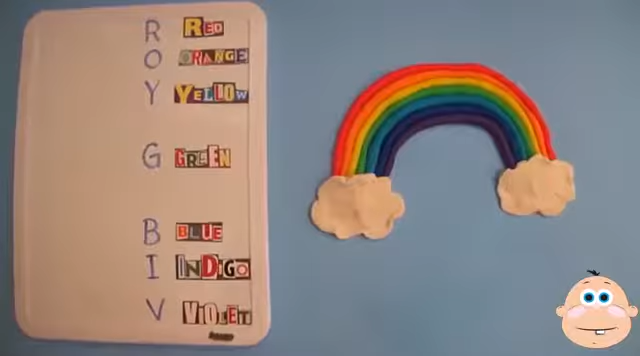 R RED
O ORANGE
Y YELLOW
G GREEN
B BLUE
I INDIGO
V VIOLET